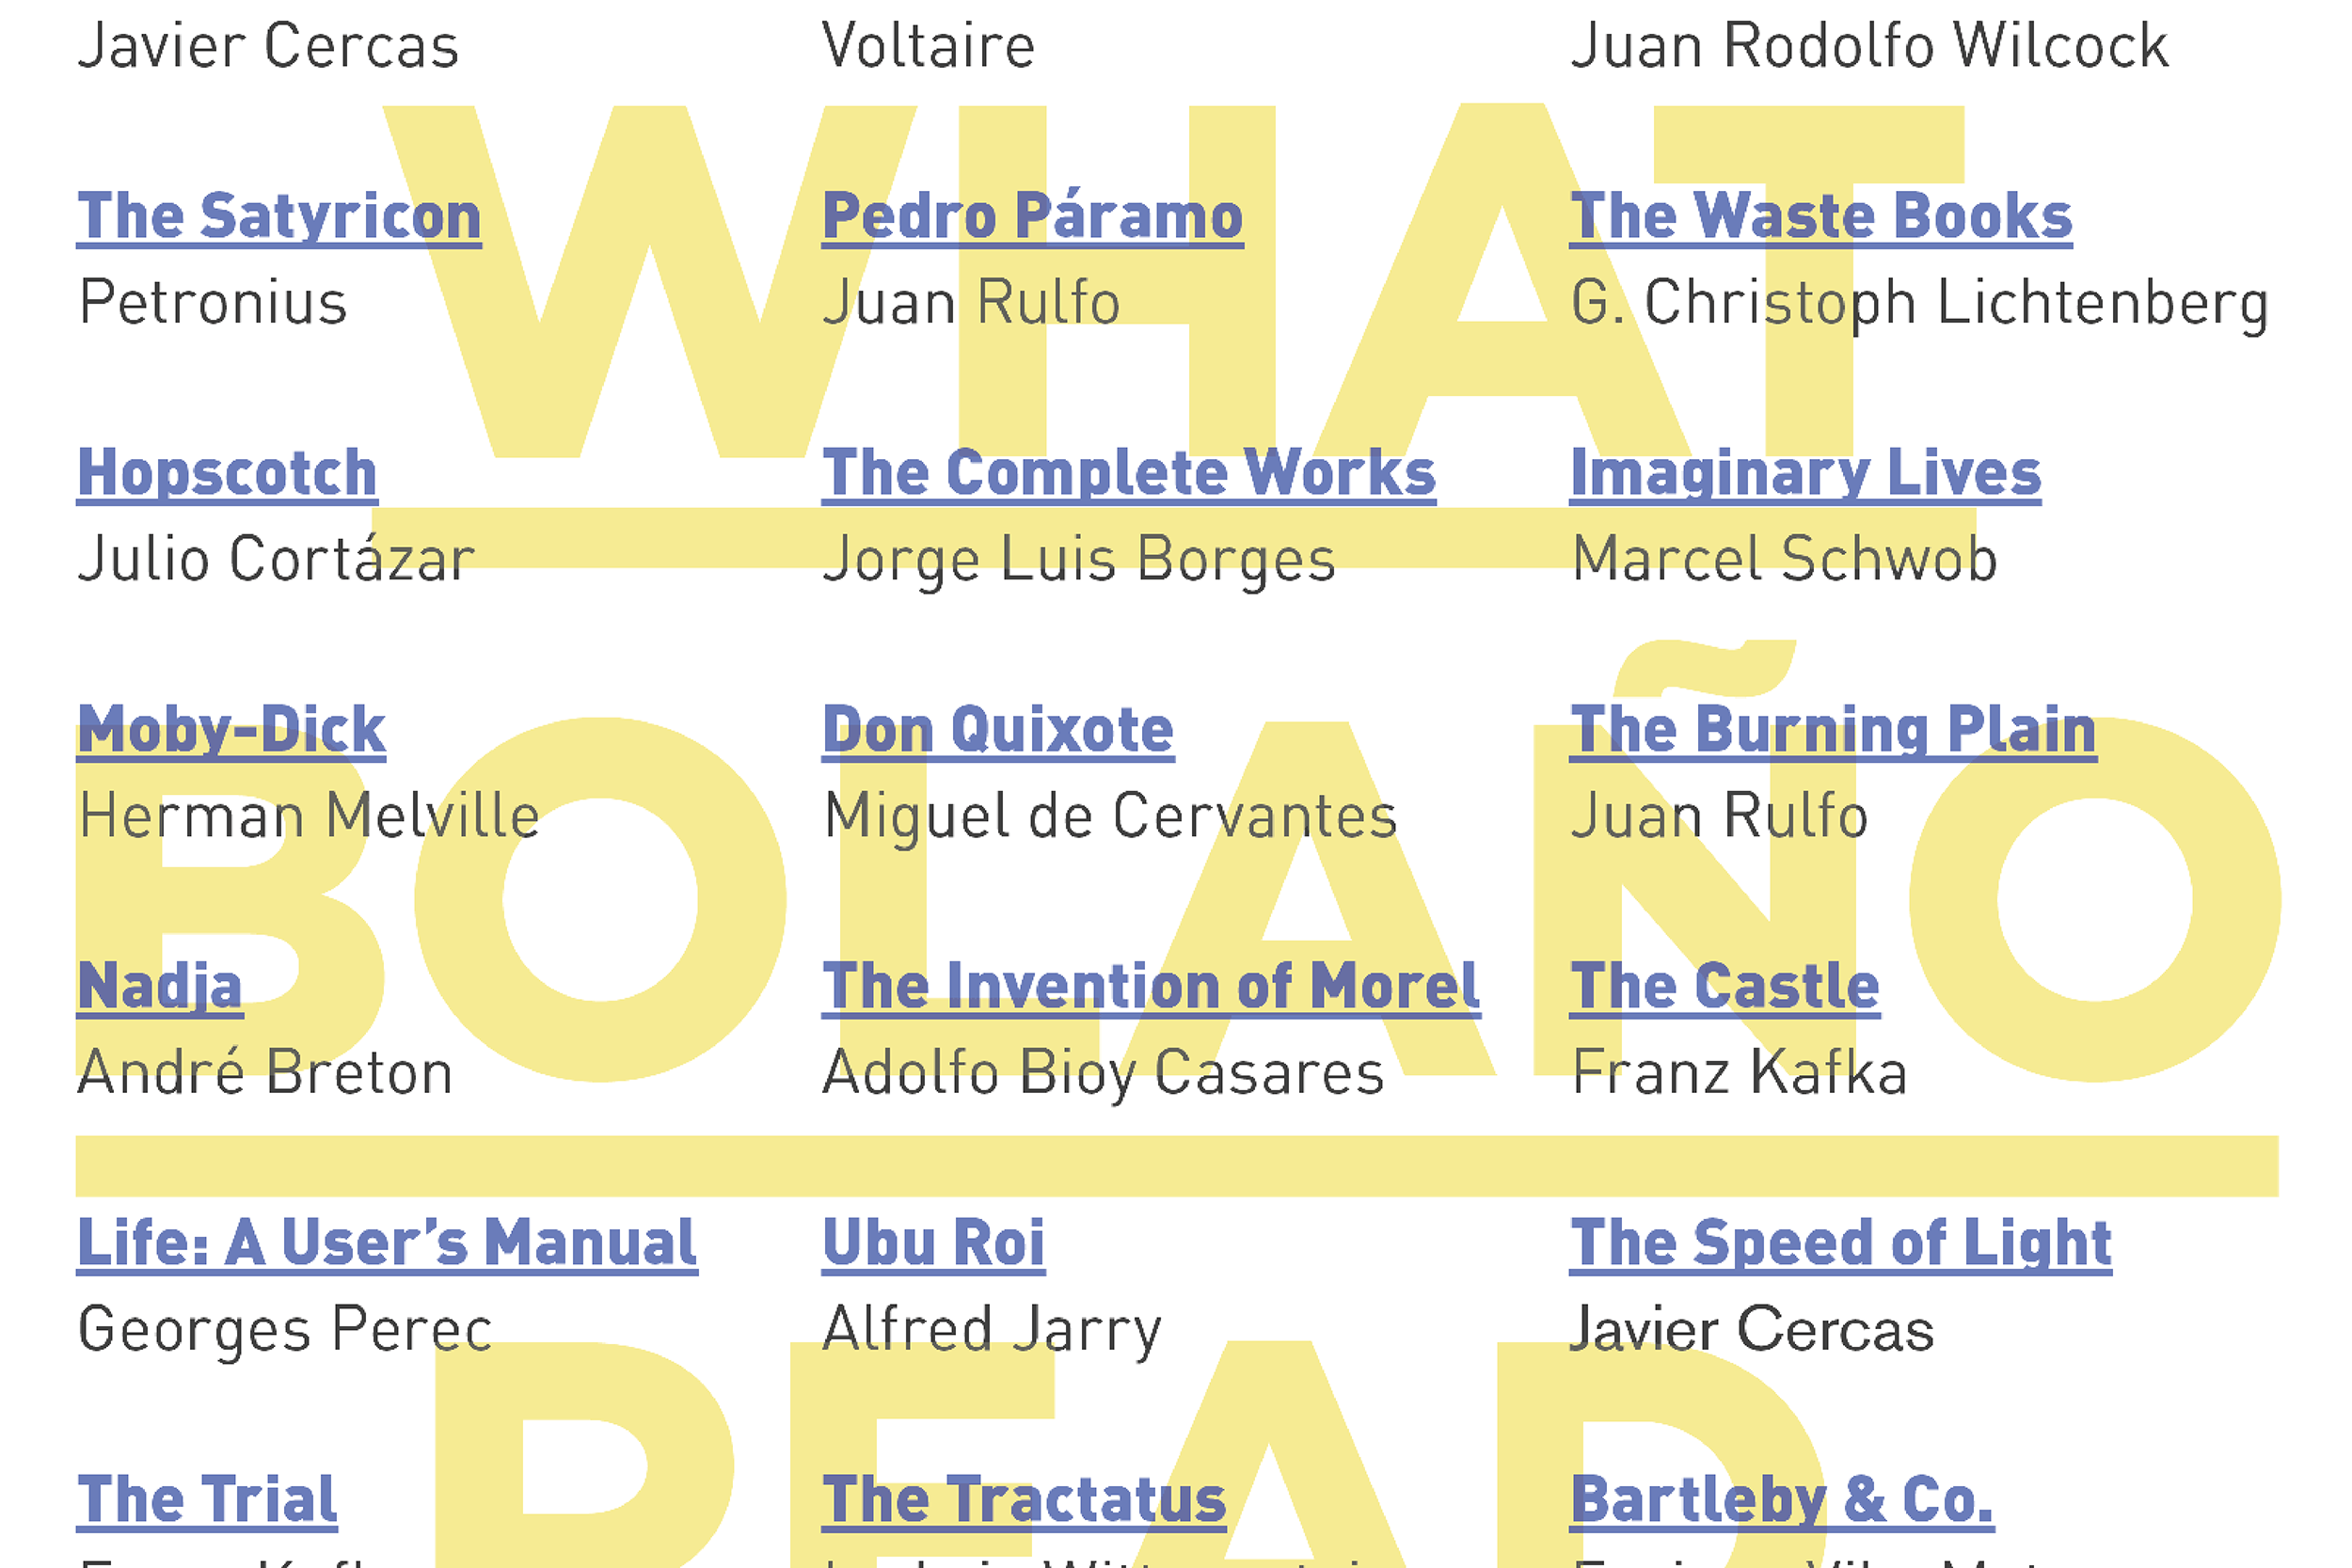 Javier Cercas
Voltaire
Juan Rodolfo Wilcock
WHAT
The Satyricon
Petronius
Pedro Páramo
Juan Rulfo
The Waste Books
G. Christoph Lichtenberg
Hopscotch
Julio Cortázar
The Complete Works
Jorge Luis Borges
Imaginary Lives
Marcel Schwob
BOLAÑO
Moby-Dick
Herman Melville
Don Quixote
Miguel de Cervantes
The Burning Plain
Juan Rulfo
Nadja
André Breton
The Invention of Morel
Adolfo Bioy Casares
The Castle
Franz Kafka
Life: A User’s Manual
Georges Perec
Ubu Roi
Alfred Jarry
The Speed of Light
Javier Cercas
READ
The Trial
The Tractatus
Bartleby & Co.